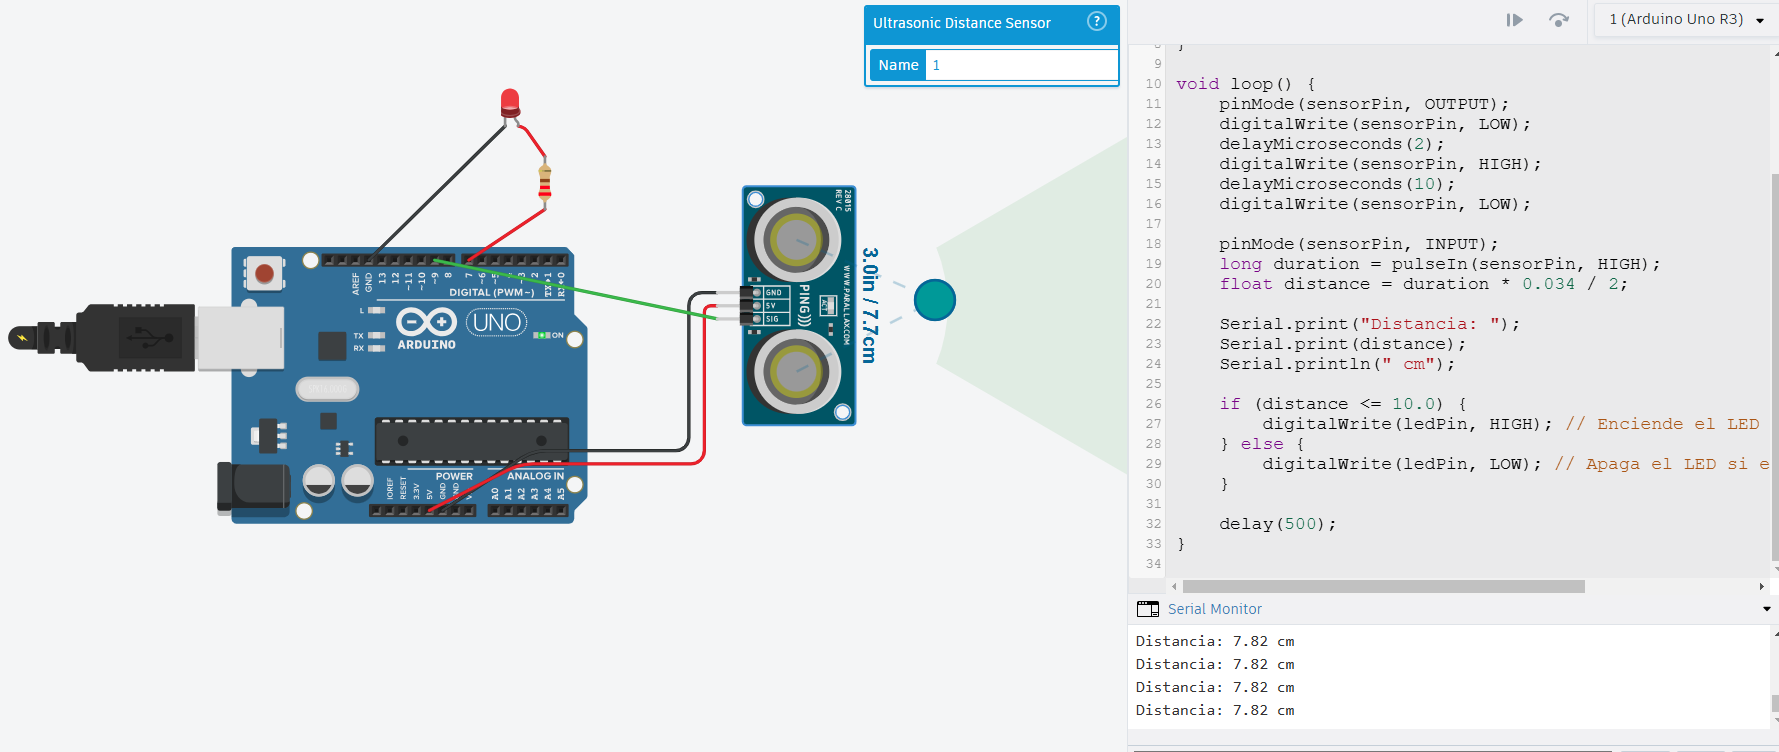 Ultrasonic Distance Sensor
?
Name 1
1 (Arduino Uno R3)
9
10 void loop() {
11 pinMode(sensorPin, OUTPUT);
12 digitalWrite(sensorPin, LOW);
13 delayMicroseconds(2);
14 digitalWrite(sensorPin, HIGH);
15 delayMicroseconds(10);
16 digitalWrite(sensorPin, LOW);
17
18 pinMode(sensorPin, INPUT);
19 long duration = pulseIn(sensorPin, HIGH);
20 float distance = duration * 0.034 / 2;
21
22 Serial.print("Distancia: ");
23 Serial.print(distance);
24 Serial.println(" cm");
25
26 if (distance <= 10.0) {
27 digitalWrite(ledPin, HIGH); // Enciende el LED
28 } else {
29 digitalWrite(ledPin, LOW); // Apaga el LED si e
30 }
31
32 delay(500);
33 }
34
Serial Monitor
Distancia: 7.82 cm
Distancia: 7.82 cm
Distancia: 7.82 cm
Distancia: 7.82 cm
AREF
GND
13
12
~11
~10
~9
8
7
~6
~5
2
TX→1
RX←0
DIGITAL (PWM~)
L
TX
RX
UNO
ARDUINO
ON
POWER
ANALOG IN
IOREF
RESET
3.3V
5V
GND
A0
A1
A2
A3
A4
A5
28015
REV C
WWW.PARALLAX.COM
PING)))
ACT
GND
5V
SIG
3.0in / 7.7cm